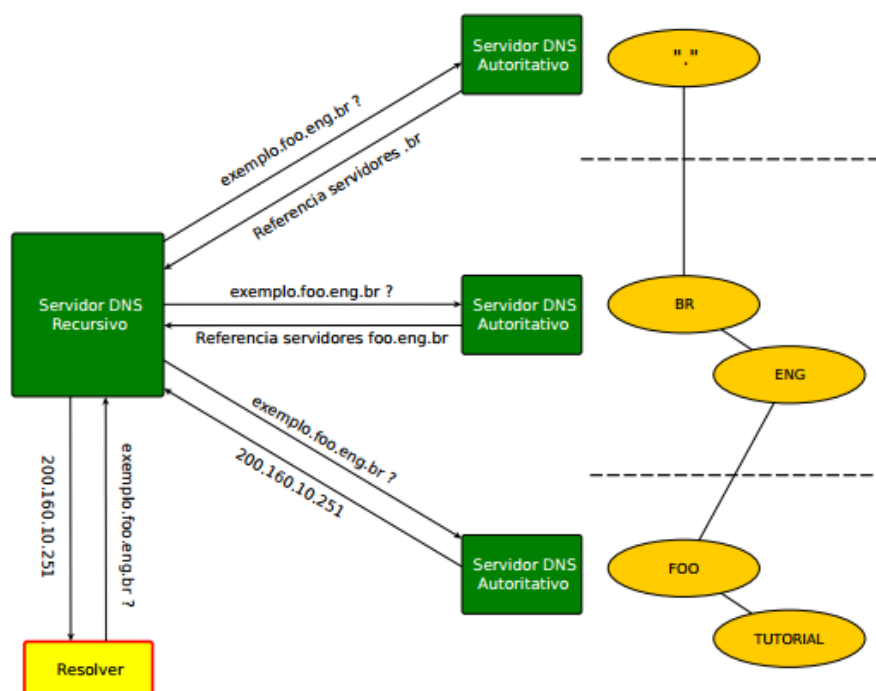 Servidor DNS
Autoritativo
"."
exemplo.foo.eng.br ?
Referencia servidores .br
Servidor DNS
Recursivo
exemplo.foo.eng.br ?
Referencia servidores foo.eng.br
Servidor DNS
Autoritativo
BR
ENG
exemplo.foo.eng.br ?
200.160.10.251
200.160.10.251
exemplo.foo.eng.br ?
Servidor DNS
Autoritativo
FOO
TUTORIAL
Resolver